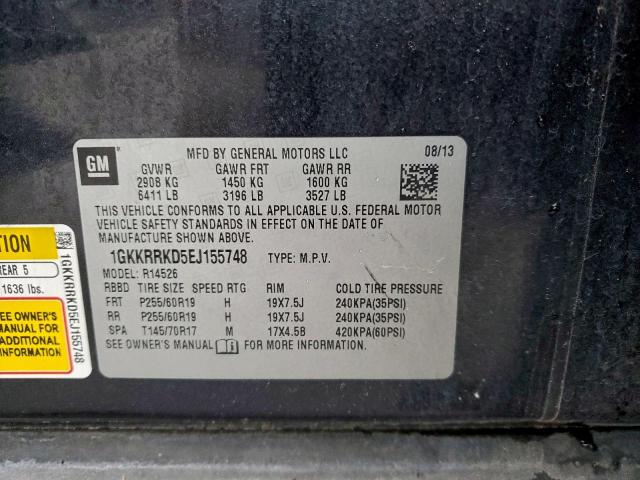 GM
MFD BY GENERAL MOTORS LLC 08/13
GVWR GAWR FRT GAWR RR
2908 KG 1450 KG 1600 KG
6411 LB 3196 LB 3527 LB
THIS VEHICLE CONFORMS TO ALL APPLICABLE U.S. FEDERAL MOTOR
VEHICLE SAFETY STANDARDS IN EFFECT ON THE DATE OF
MANUFACTURE SHOWN ABOVE.
1GKKRRKD5EJ155748 TYPE: M.P.V.
MODEL: R14526
RBBD TIRE SIZE SPEED RTG RIM COLD TIRE PRESSURE
FRT P255/60R19 H 19X7.5J 240KPA(35PSI)
RR P255/60R19 H 19X7.5J 240KPA(35PSI)
SPA T145/70R17 M 17X4.5B 420KPA(60PSI)
SEE OWNER'S MANUAL FOR MORE INFORMATION.
REAR 5
1636 lbs.
SEE OWNER'S
MANUAL FOR
ADDITIONAL
INFORMATION
1GKKRRKD5EJ155748